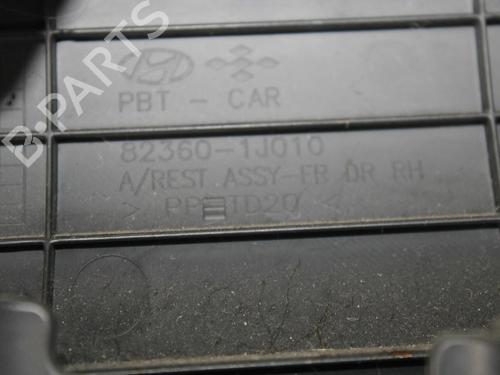 PBT - CAR
82360-1J010
A/REST ASSY-FR DR RH
> PP TD20 <
B-PARTS